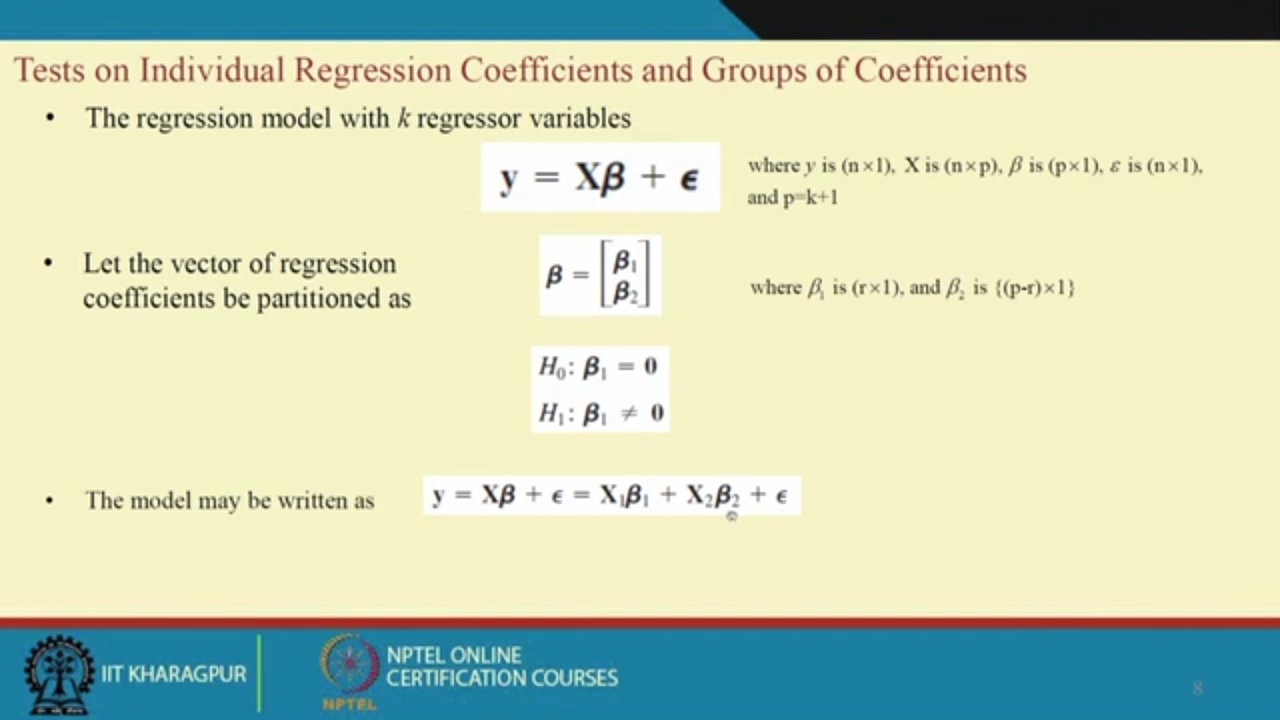 Tests on Individual Regression Coefficients and Groups of Coefficients
• The regression model with k regressor variables
y = Xβ + ϵ
where y is (n×1), X is (n×p), β is (p×1), ε is (n×1),
and p=k+1
• Let the vector of regression
coefficients be partitioned as
β = [β₁
β₂]
where β₁ is (r×1), and β₂ is {(p-r)×1}
H₀: β₁ = 0
H₁: β₁ ≠ 0
• The model may be written as
y = Xβ + ϵ = X₁β₁ + X₂β₂ + ϵ
IIT KHARAGPUR
NPTEL
NPTEL ONLINE
CERTIFICATION COURSES
8